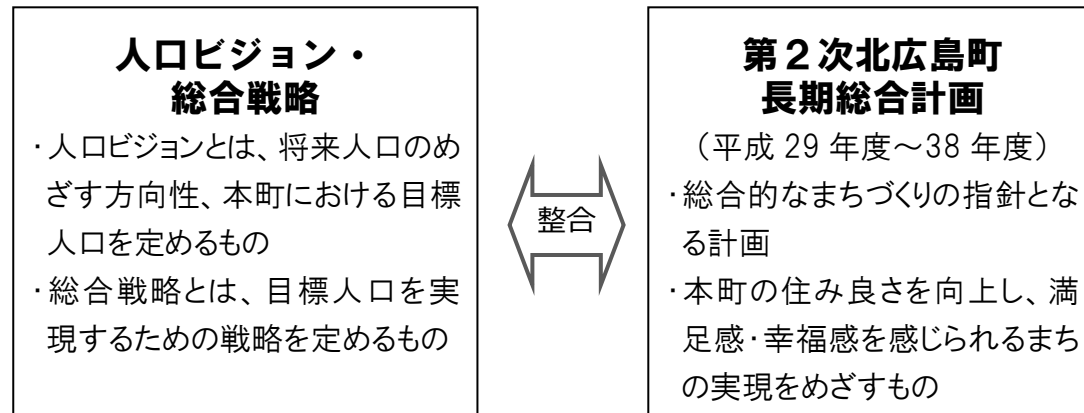 人口ビジョン・
総合戦略
・人口ビジョンとは、将来人口のめ
ざす方向性、本町における目標
人口を定めるもの
・総合戦略とは、目標人口を実
現するための戦略を定めるもの
整合
第２次北広島町
長期総合計画
（平成 29 年度～38 年度）
・総合的なまちづくりの指針とな
る計画
・本町の住み良さを向上し、満
足感・幸福感を感じられるまち
の実現をめざすもの